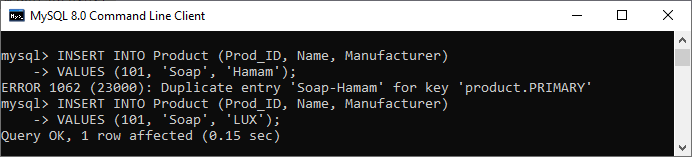 MySQL 8.0 Command Line Client
mysql> INSERT INTO Product (Prod_ID, Name, Manufacturer)
    -> VALUES (101, 'Soap', 'Hamam');
ERROR 1062 (23000): Duplicate entry 'Soap-Hamam' for key 'product.PRIMARY'
mysql> INSERT INTO Product (Prod_ID, Name, Manufacturer)
    -> VALUES (101, 'Soap', 'LUX');
Query OK, 1 row affected (0.15 sec)